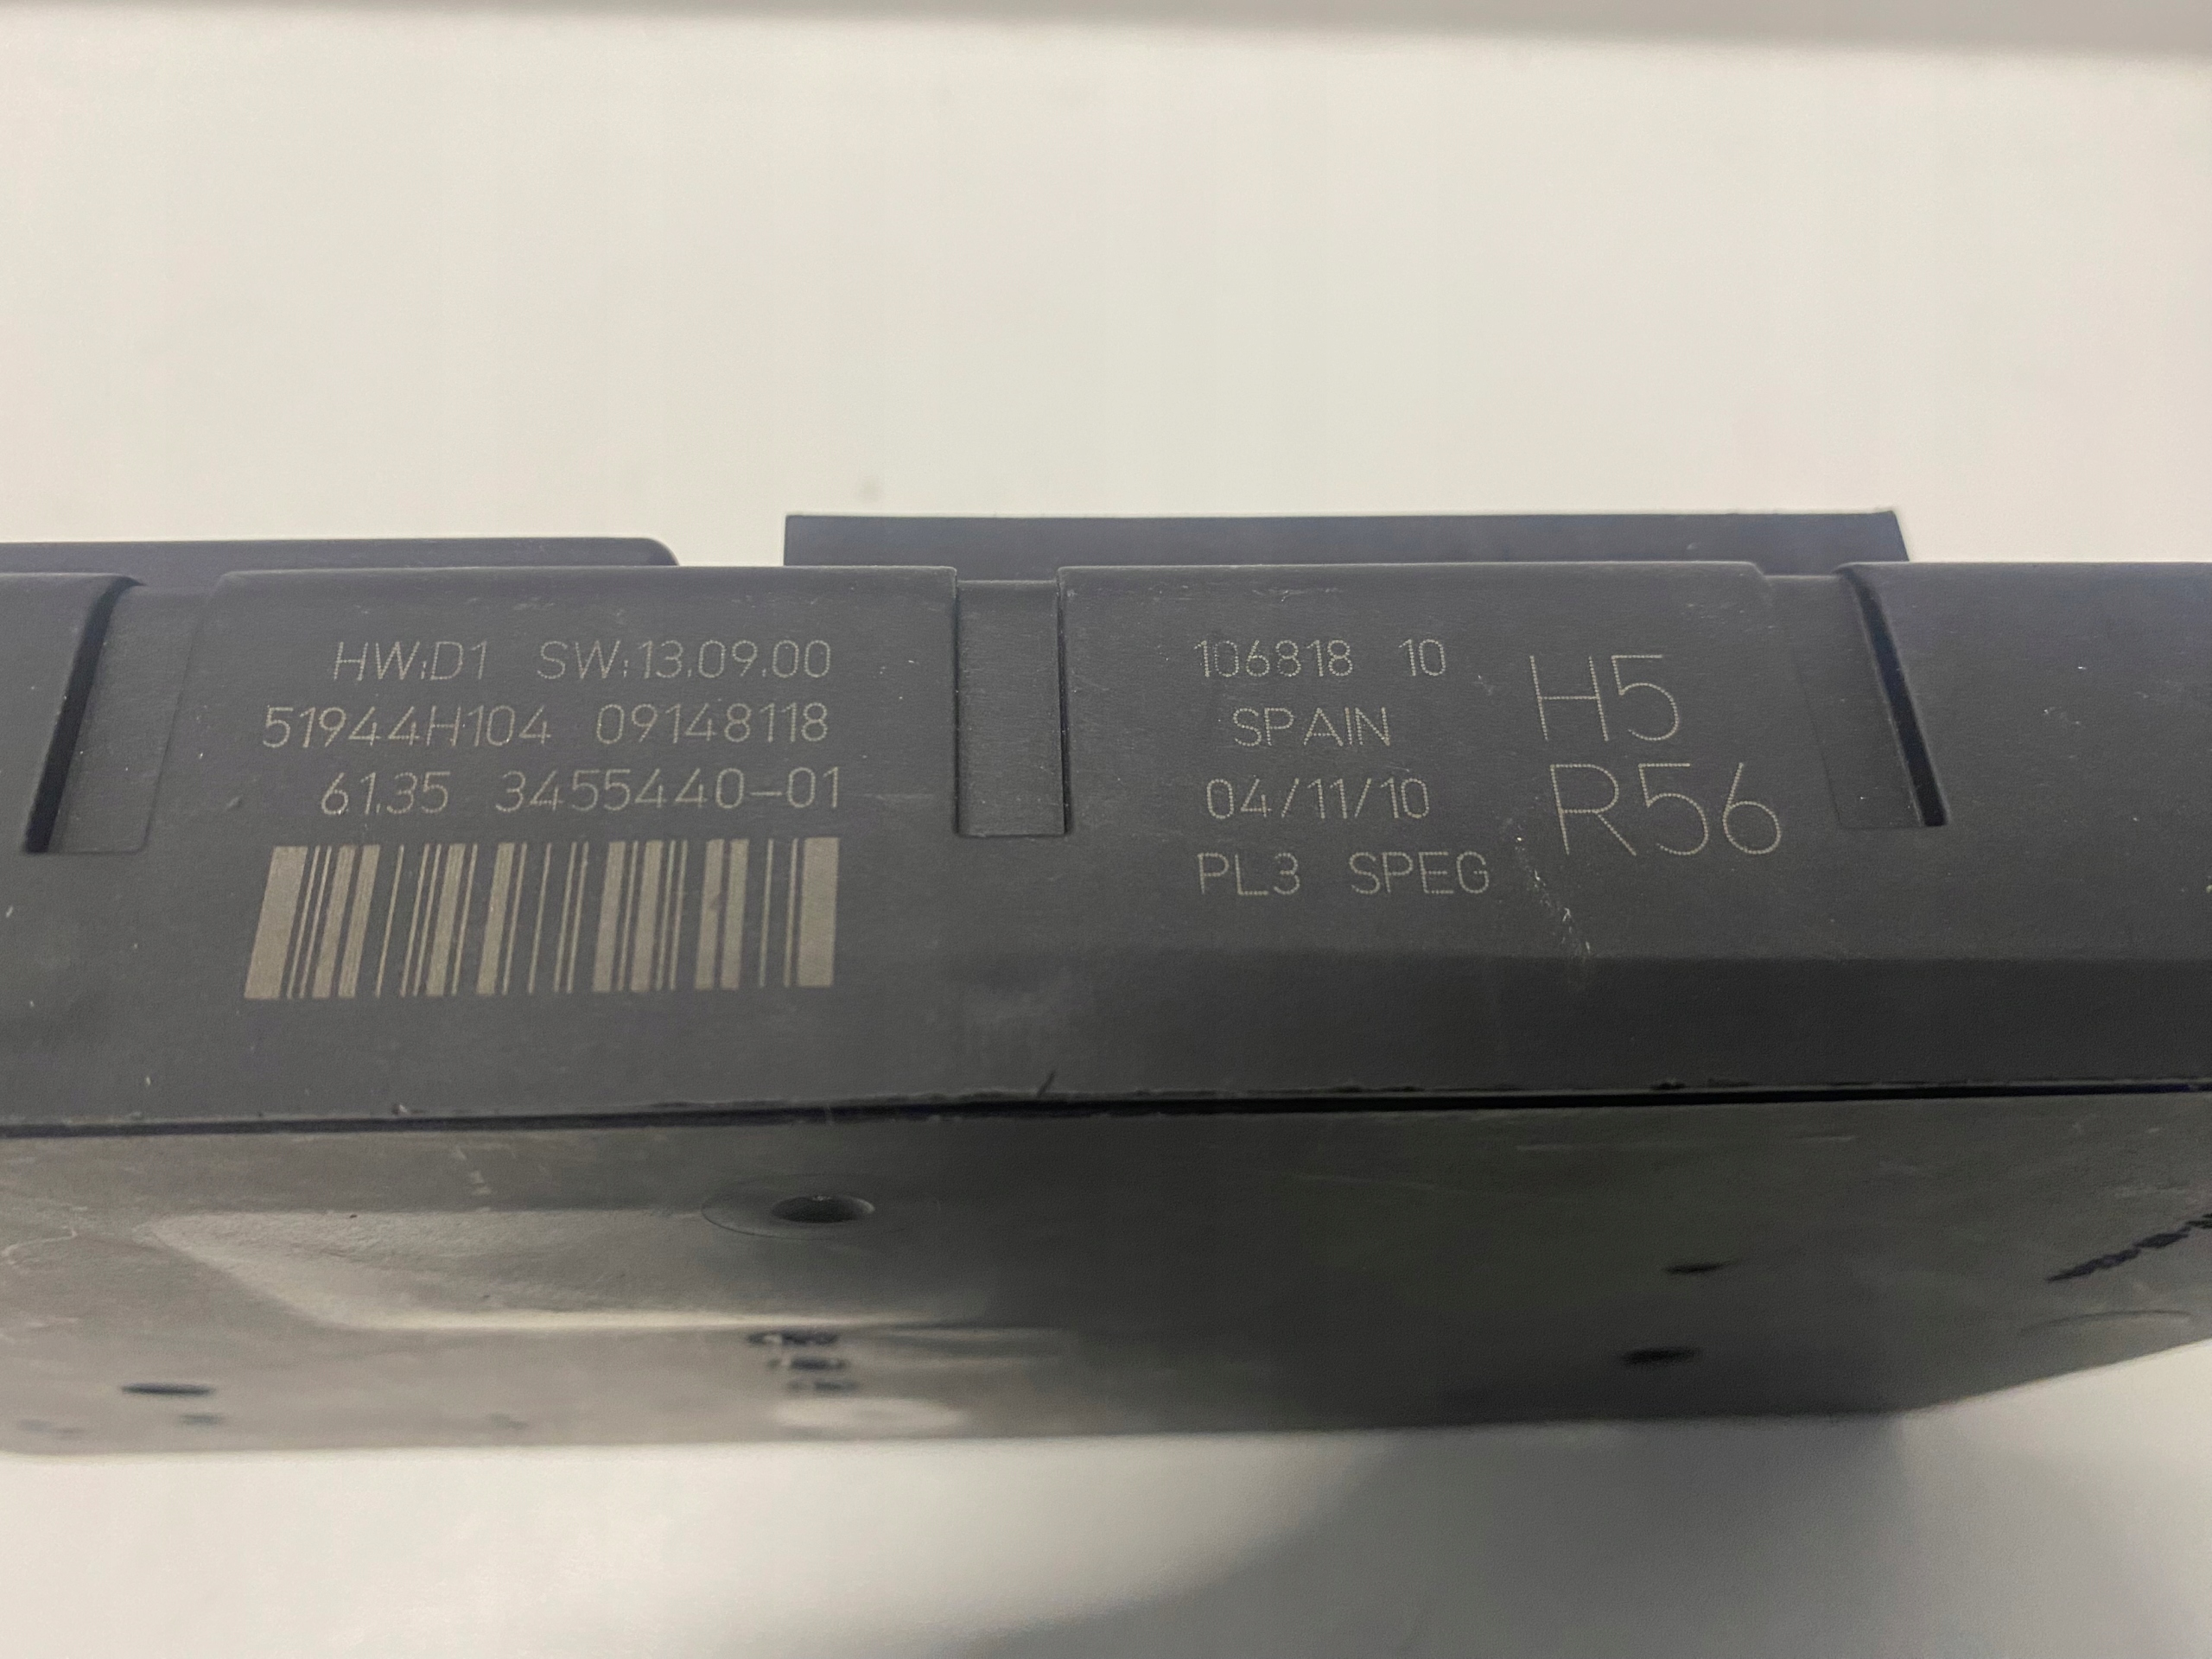 HW:D1 SW:13.09.00
51944H104 09148118
61.35 3455440-01
106818 10
SPAIN
04/11/10
PL3 SPEG
H5
R56